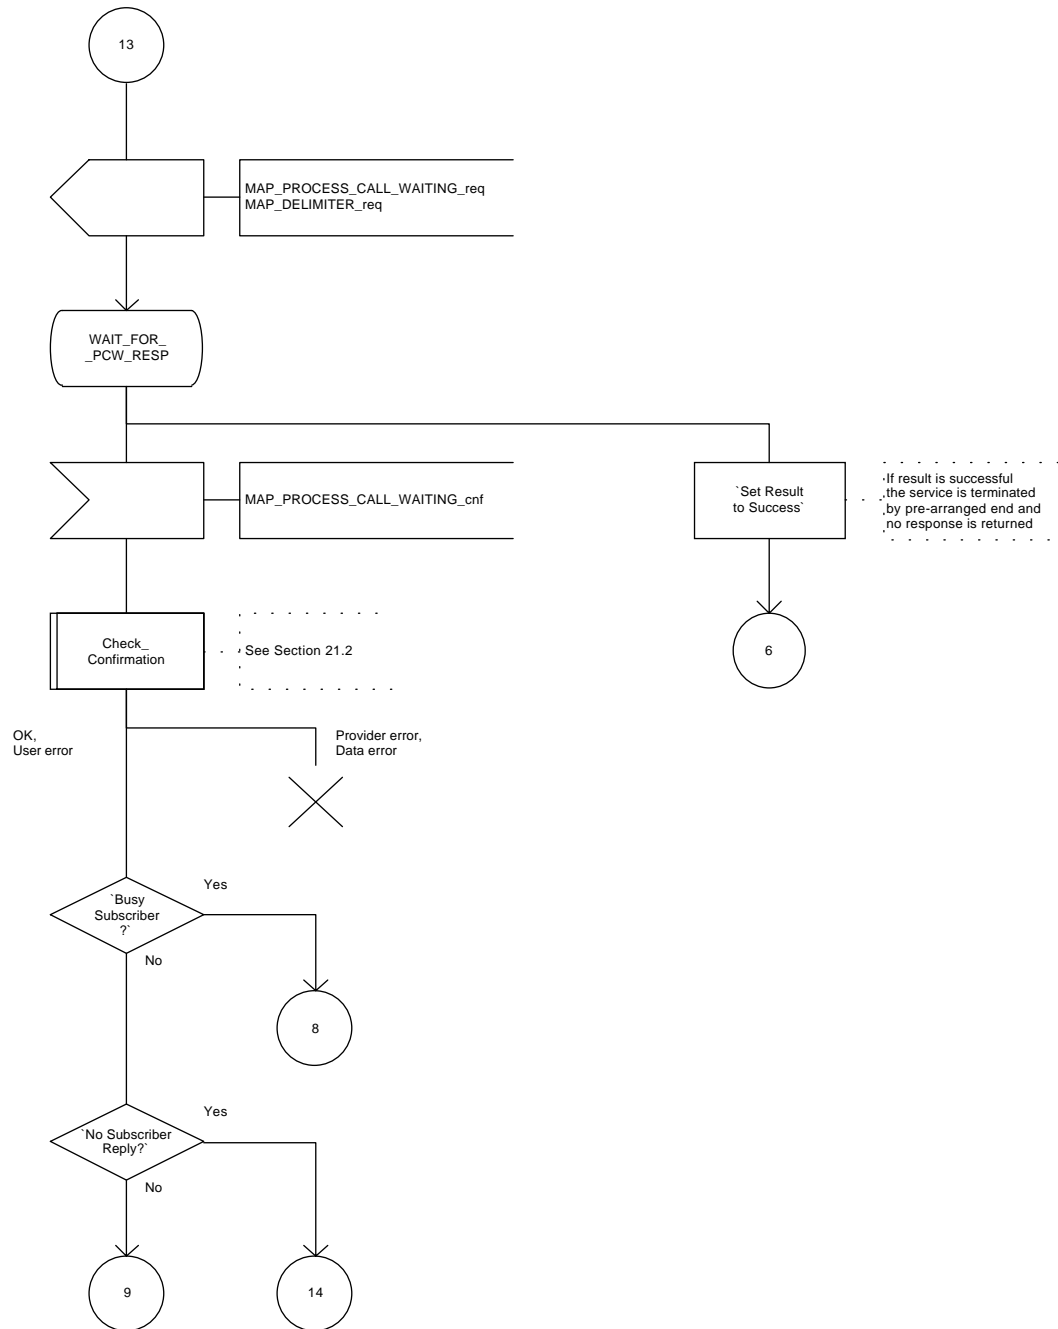 13
MAP_PROCESS_CALL_WAITING_req
MAP_DELIMITER_req
WAIT_FOR_
_PCW_RESP
MAP_PROCESS_CALL_WAITING_cnf
`Set Result
to Success`
If result is successful
the service is terminated
by pre-arranged end and
no response is returned
Check_
Confirmation
See Section 21.2
6
OK,
User error
Provider error,
Data error
`Busy
Subscriber
?`
Yes
No
8
`No Subscriber
Reply?`
Yes
No
9
14